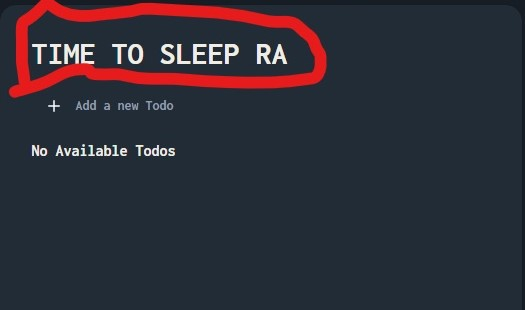 TIME TO SLEEP RA
+ Add a new Todo
No Available Todos